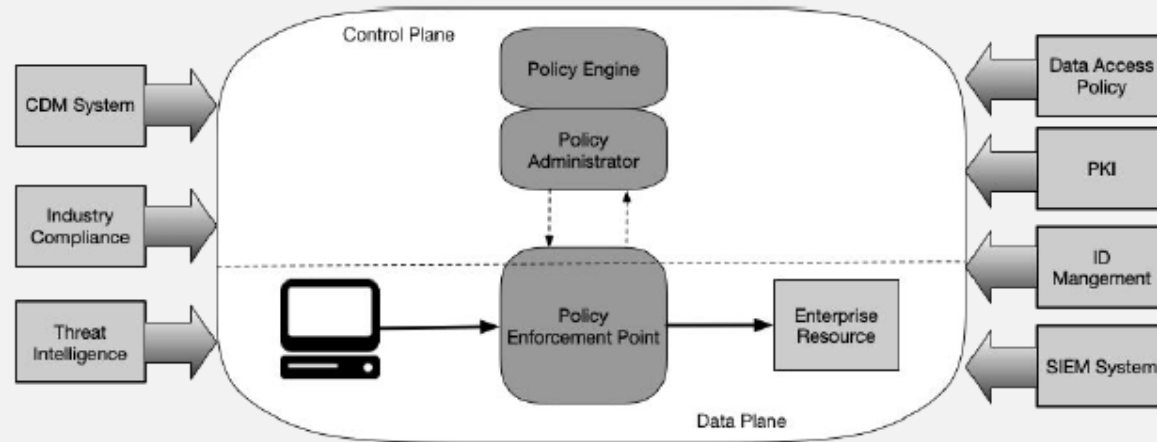 Control Plane
Policy Engine
Policy
Administrator
CDM System
Industry
Compliance
Threat
Intelligence
Policy
Enforcement Point
Enterprise
Resource
Data Plane
Data Access
Policy
PKI
ID
Mangement
SIEM System